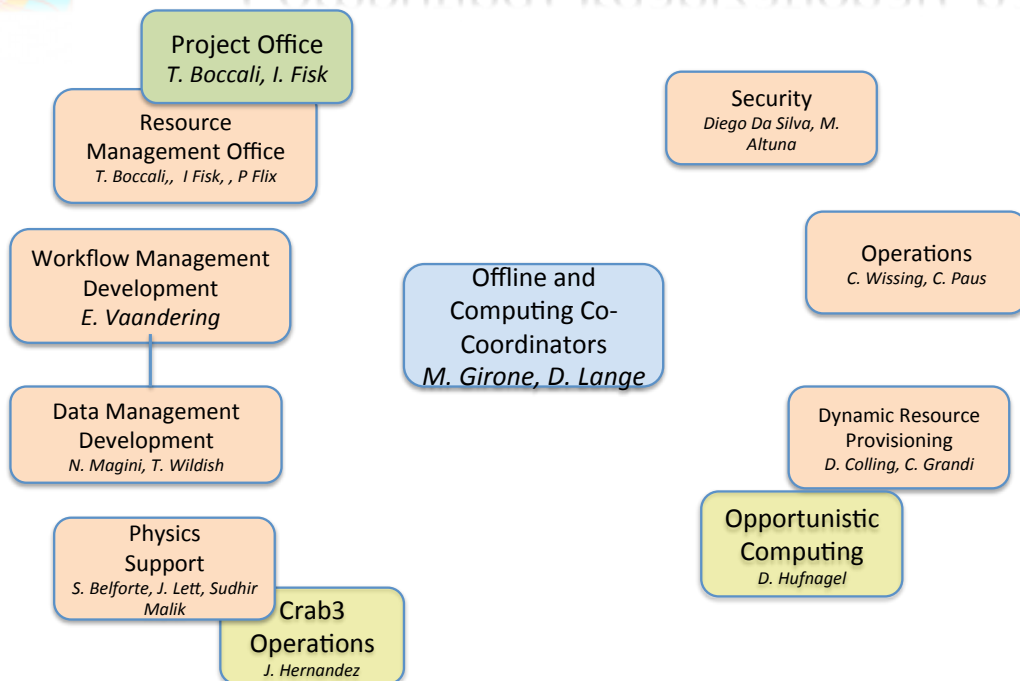 Project Office
T. Boccali, I. Fisk
Resource
Management Office
T. Boccali,, I Fisk, , P Flix
Workflow Management
Development
E. Vaandering
Data Management
Development
N. Magini, T. Wildish
Physics
Support
S. Belforte, J. Lett, Sudhir
Malik
Crab3
Operations
J. Hernandez
Offline and
Computing Co-
Coordinators
M. Girone, D. Lange
Security
Diego Da Silva, M.
Altuna
Operations
C. Wissing, C. Paus
Dynamic Resource
Provisioning
D. Colling, C. Grandi
Opportunistic
Computing
D. Hufnagel